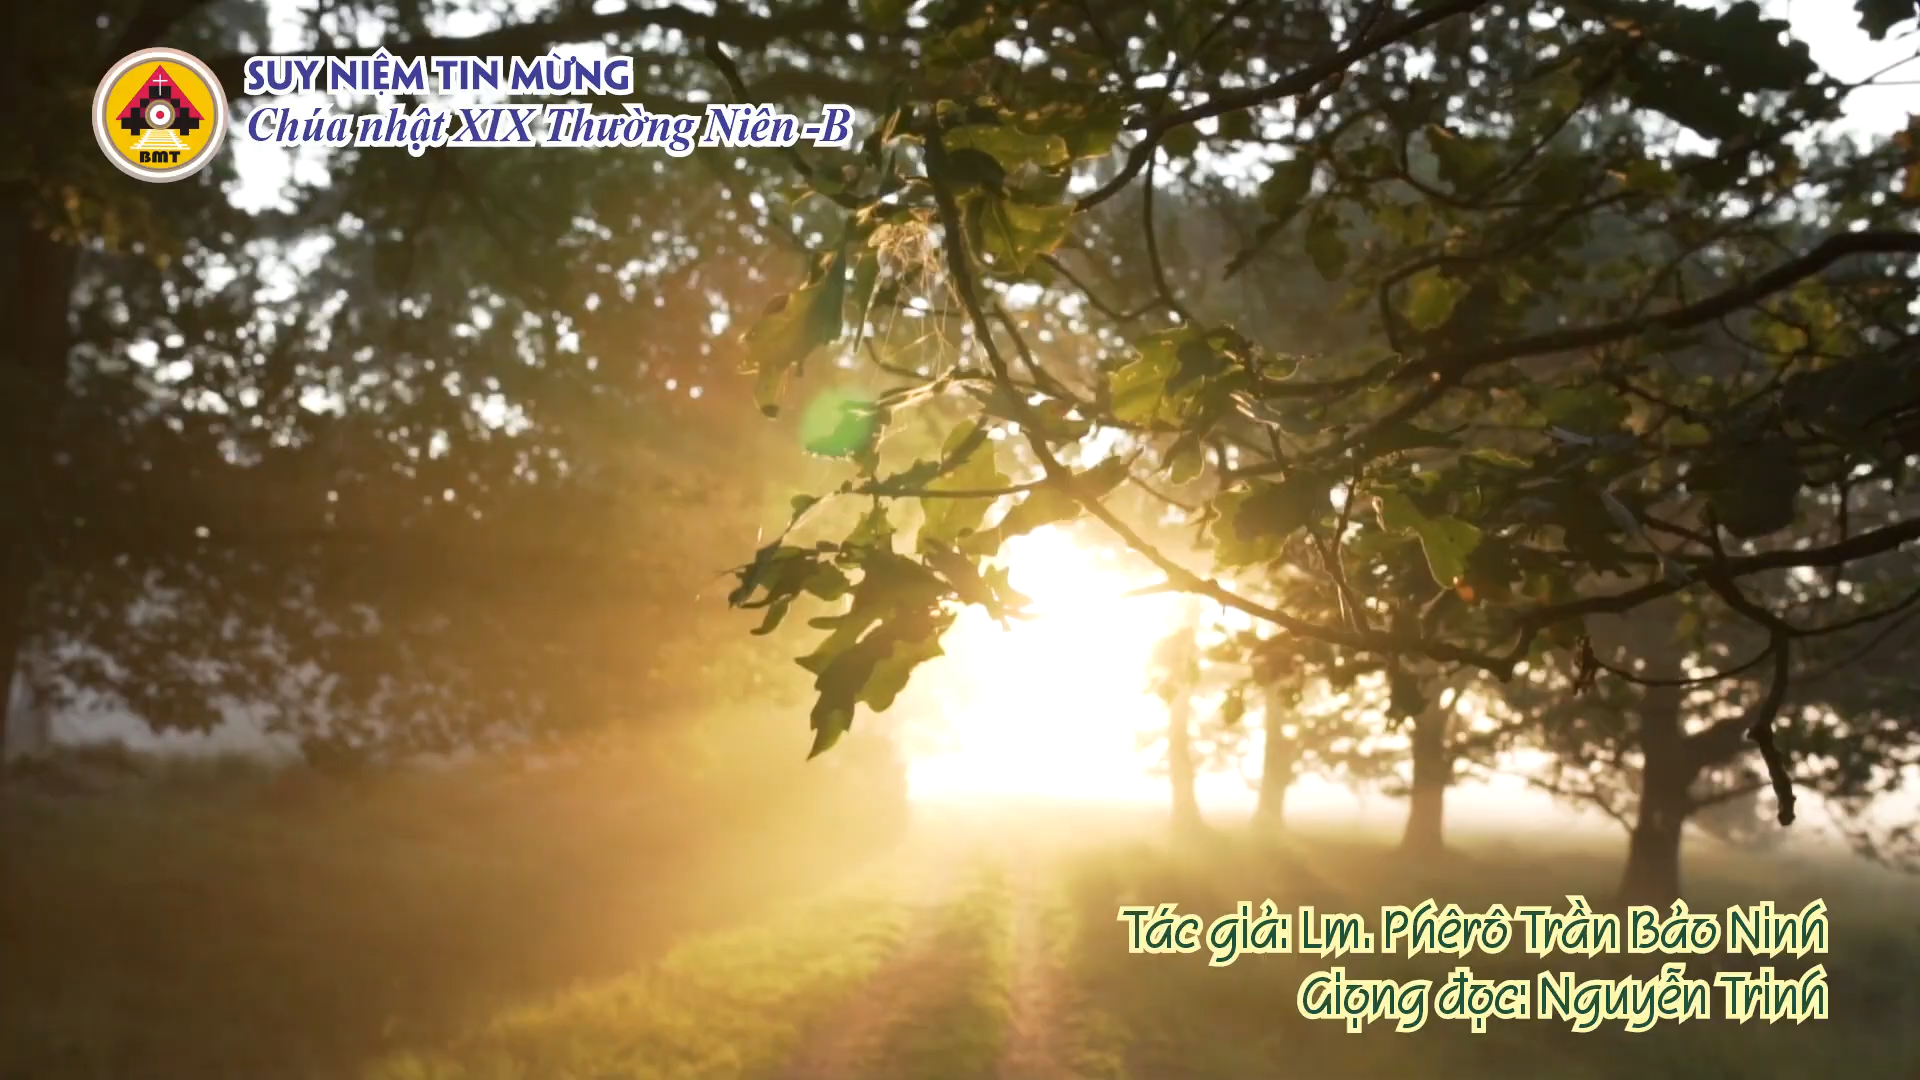 SUY NIỆM TIN MỪNG
Chúa nhật XIX Thường Niên -B
BMT
Tác giả: Lm. Phêrô Trần Bảo Ninh
Giọng đọc: Nguyễn Trinh